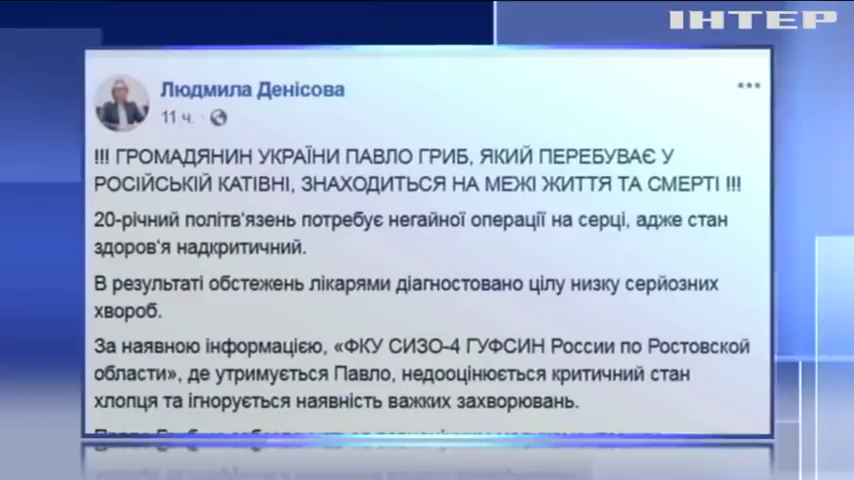 ІНТЕР
Людмила Денісова
11 ч. ·
!!! ГРОМАДЯНИН УКРАЇНИ ПАВЛО ГРИБ, ЯКИЙ ПЕРЕБУВАЄ У
РОСІЙСЬКІЙ КАТІВНІ, ЗНАХОДИТЬСЯ НА МЕЖІ ЖИТТЯ ТА СМЕРТІ !!!
20-річний політв'язень потребує негайної операції на серці, адже стан
здоров'я надкритичний.
В результаті обстежень лікарями діагностовано цілу низку серйозних
хвороб.
За наявною інформацією, «ФКУ СИЗО-4 ГУФСИН России по Ростовской
области», де утримується Павло, недооцінюється критичний стан
хлопця та ігнорується наявність важких захворювань.